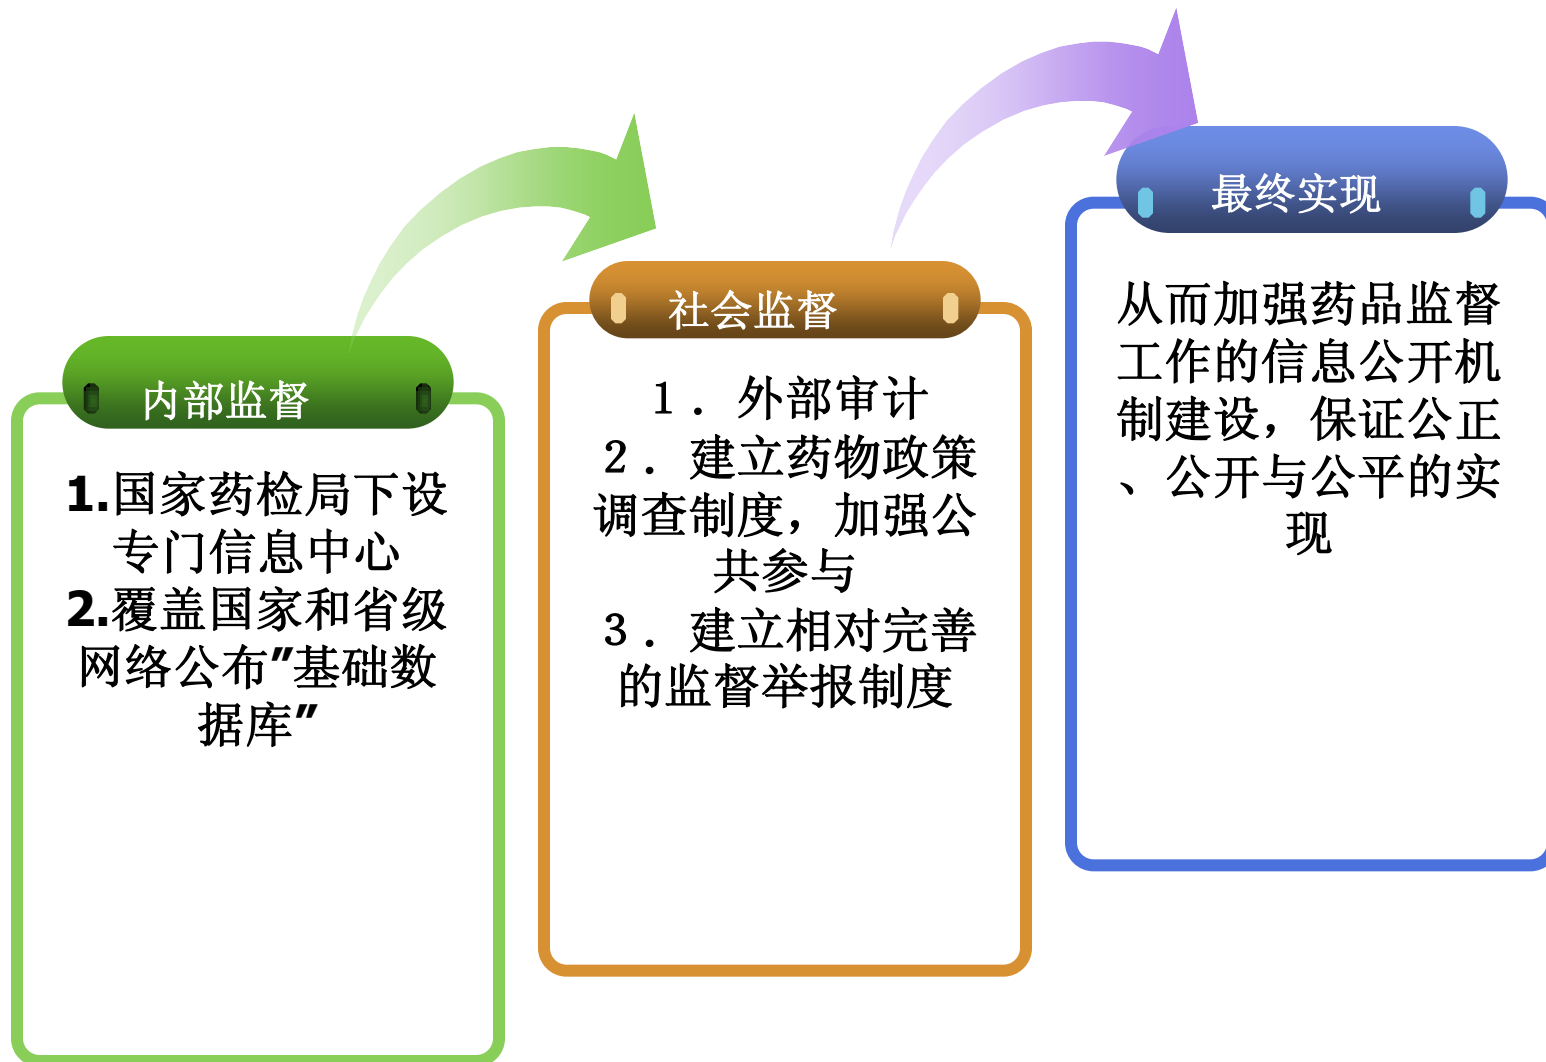 内部监督
1.国家药检局下设
专门信息中心
2.覆盖国家和省级
网络公布"基础数
据库"
社会监督
１．外部审计
２．建立药物政策
调查制度，加强公
共参与
３．建立相对完善
的监督举报制度
最终实现
从而加强药品监督
工作的信息公开机
制建设，保证公正
、公开与公平的实
现